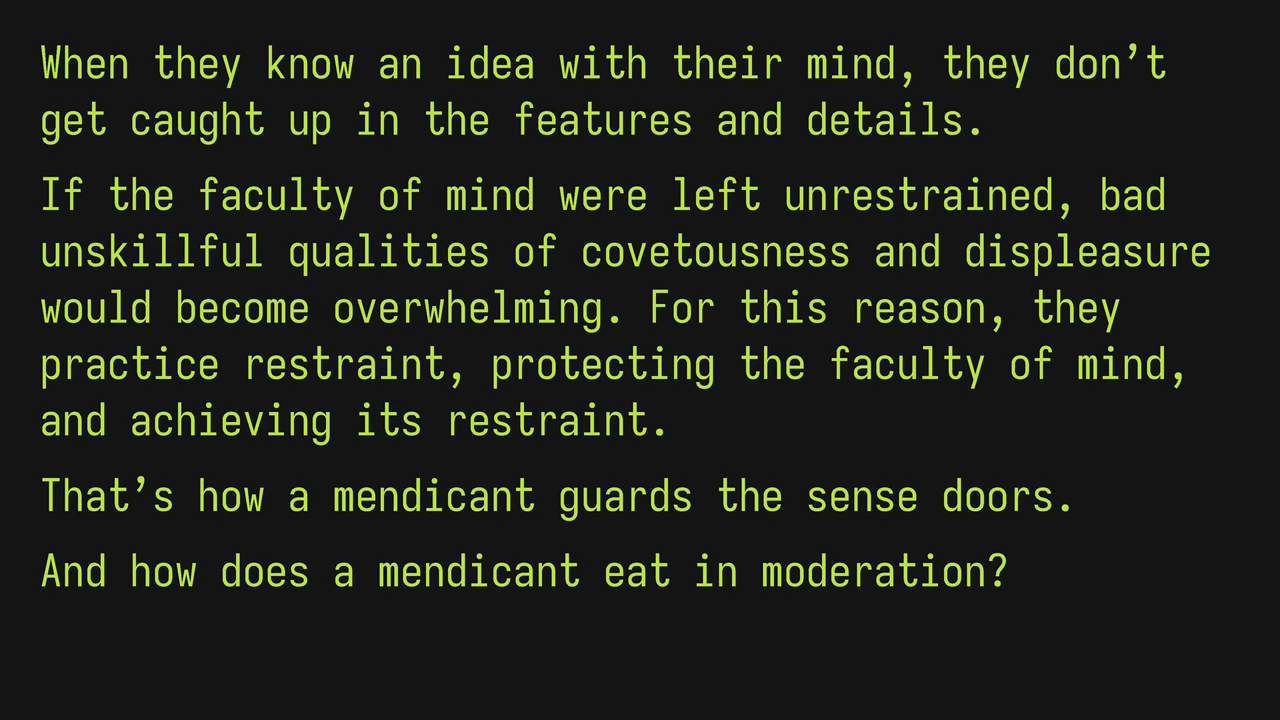 When they know an idea with their mind, they don’t
get caught up in the features and details.
If the faculty of mind were left unrestrained, bad
unskillful qualities of covetousness and displeasure
would become overwhelming. For this reason, they
practice restraint, protecting the faculty of mind,
and achieving its restraint.
That’s how a mendicant guards the sense doors.
And how does a mendicant eat in moderation?